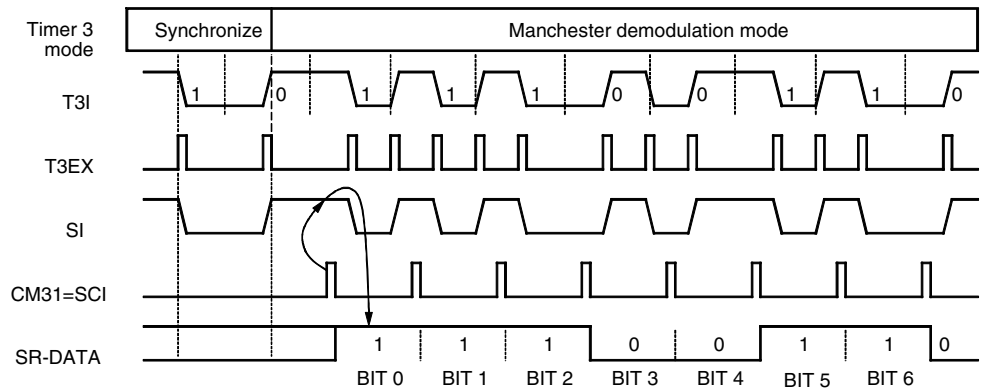 Timer 3 mode Synchronize Manchester demodulation mode
T3I 1 0 1 1 1 0 0 1 1 0
T3EX
SI
CM31=SCI
SR-DATA 1 1 1 0 0 1 1 0
BIT 0 BIT 1 BIT 2 BIT 3 BIT 4 BIT 5 BIT 6